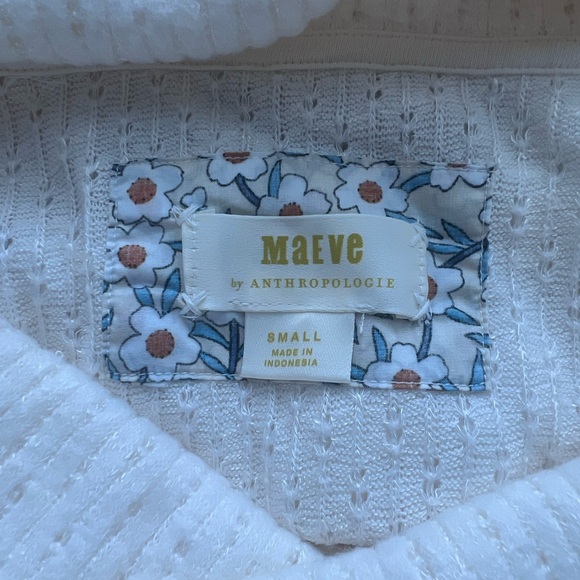 MaEVe
by ANTHROPOLOGIE
SMALL
MADE IN
INDONESIA